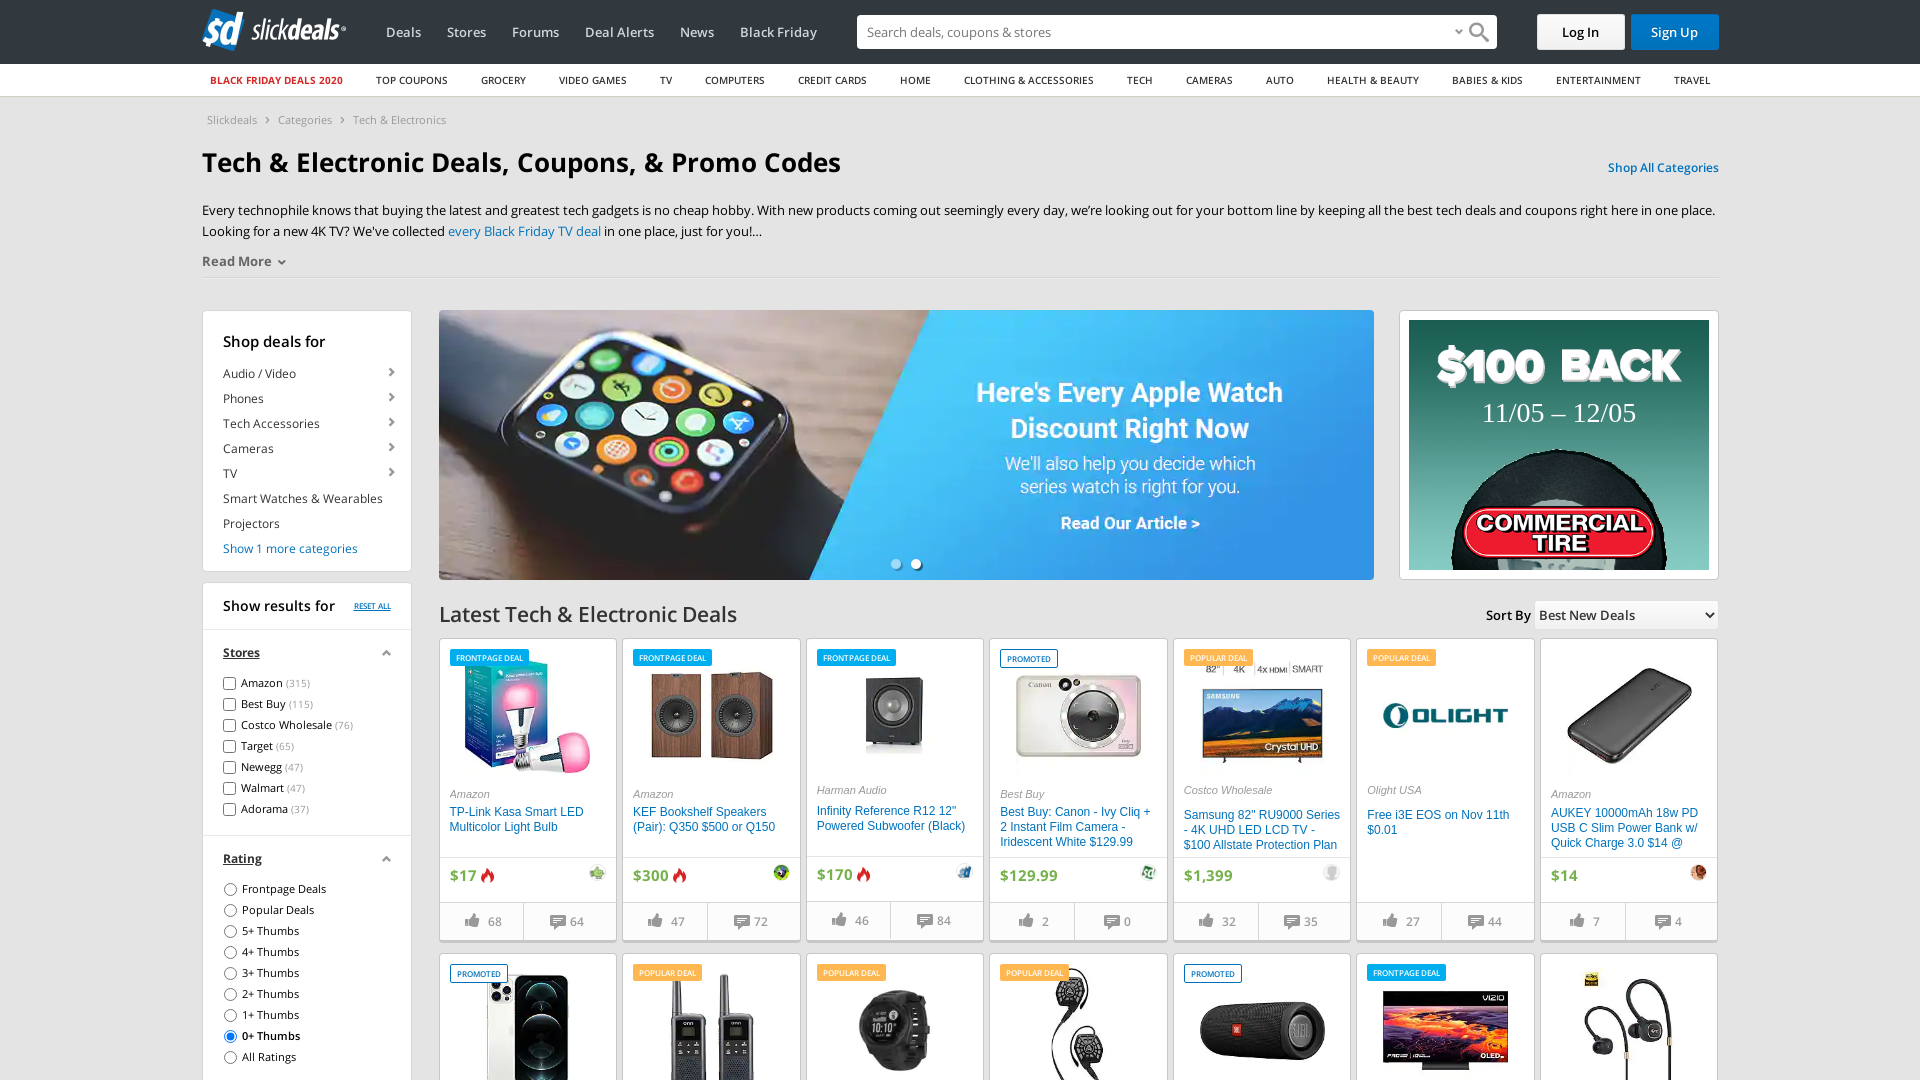 slickdeals
Deals
Stores
Forums
Deal Alerts
News
Black Friday
Search deals, coupons & stores
Log In
Sign Up
BLACK FRIDAY DEALS 2020
TOP COUPONS
GROCERY
VIDEO GAMES
TV
COMPUTERS
CREDIT CARDS
HOME
CLOTHING & ACCESSORIES
TECH
CAMERAS
AUTO
HEALTH & BEAUTY
BABIES & KIDS
ENTERTAINMENT
TRAVEL
Slickdeals
Categories
Tech & Electronics
Tech & Electronic Deals, Coupons, & Promo Codes
Shop All Categories
Every technophile knows that buying the latest and greatest tech gadgets is no cheap hobby. With new products coming out seemingly every day, we’re looking out for your bottom line by keeping all the best tech deals and coupons right here in one place.
Looking for a new 4K TV? We've collected every Black Friday TV deal in one place, just for you!...
Read More
Shop deals for
Audio / Video
Phones
Tech Accessories
Cameras
TV
Smart Watches & Wearables
Projectors
Show 1 more categories
Show results for
RESET ALL
Stores
Amazon (315)
Best Buy (115)
Costco Wholesale (76)
Target (65)
Newegg (47)
Walmart (47)
Adorama (37)
Rating
Frontpage Deals
Popular Deals
5+ Thumbs
4+ Thumbs
3+ Thumbs
2+ Thumbs
1+ Thumbs
0+ Thumbs
All Ratings
Here's Every Apple Watch
Discount Right Now
We'll also help you decide which
series watch is right for you.
Read Our Article >
$100 BACK
11/05 – 12/05
COMMERCIAL
TIRE
Latest Tech & Electronic Deals
Sort By
Best New Deals
FRONTPAGE DEAL
Amazon
TP-Link Kasa Smart LED
Multicolor Light Bulb
$17
68
64
FRONTPAGE DEAL
Amazon
KEF Bookshelf Speakers
(Pair): Q350 $500 or Q150
$300
47
72
FRONTPAGE DEAL
Harman Audio
Infinity Reference R12 12"
Powered Subwoofer (Black)
$170
46
84
PROMOTED
Canon
Best Buy
Best Buy: Canon - Ivy Cliq +
2 Instant Film Camera -
Iridescent White $129.99
$129.99
2
0
POPULAR DEAL
82" 4K 4x HDMI SMART
SAMSUNG
Crystal UHD
Costco Wholesale
Samsung 82" RU9000 Series
- 4K UHD LED LCD TV -
$100 Allstate Protection Plan
$1,399
32
35
POPULAR DEAL
OLIGHT
Olight USA
Free i3E EOS on Nov 11th
$0.01
27
44
Amazon
AUKEY 10000mAh 18w PD
USB C Slim Power Bank w/
Quick Charge 3.0 $14 @
$14
7
4
PROMOTED
POPULAR DEAL
onn
onn
POPULAR DEAL
10:10
POPULAR DEAL
PROMOTED
JBL
FRONTPAGE DEAL
VIZIO
OLED